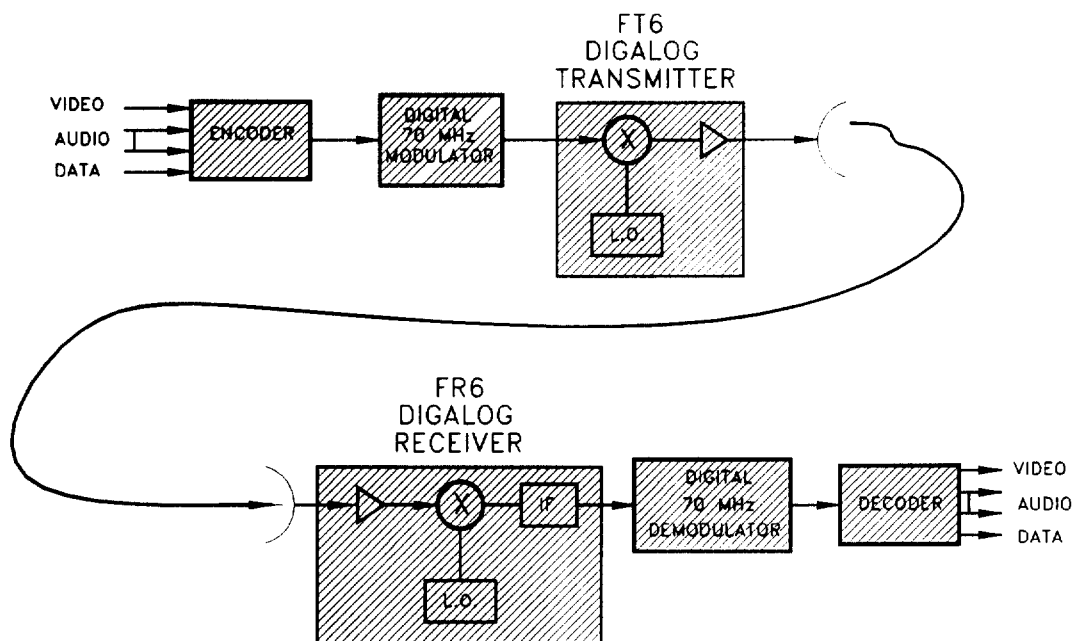 FT6
DIGALOG
TRANSMITTER
VIDEO
AUDIO
DATA
ENCODER
DIGITAL
70 MHz
MODULATOR
X
L.O.
FR6
DIGALOG
RECEIVER
X
IF
L.O.
DIGITAL
70 MHz
DEMODULATOR
DECODER
VIDEO
AUDIO
DATA